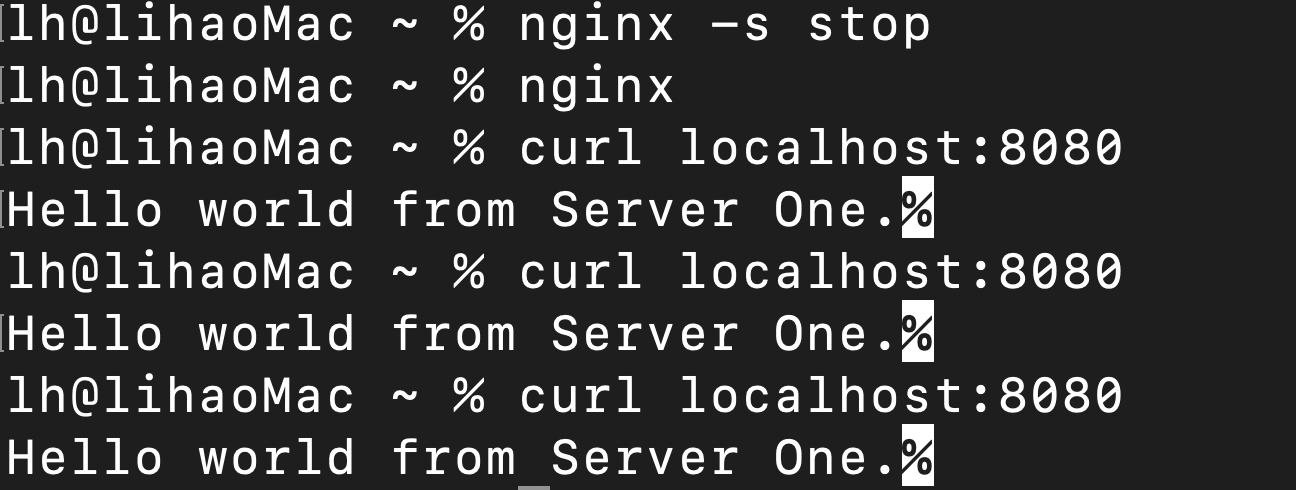 lh@lihaoMac ~ % nginx -s stop
lh@lihaoMac ~ % nginx
lh@lihaoMac ~ % curl localhost:8080
Hello world from Server One.%
lh@lihaoMac ~ % curl localhost:8080
Hello world from Server One.%
lh@lihaoMac ~ % curl localhost:8080
Hello world from Server One.%